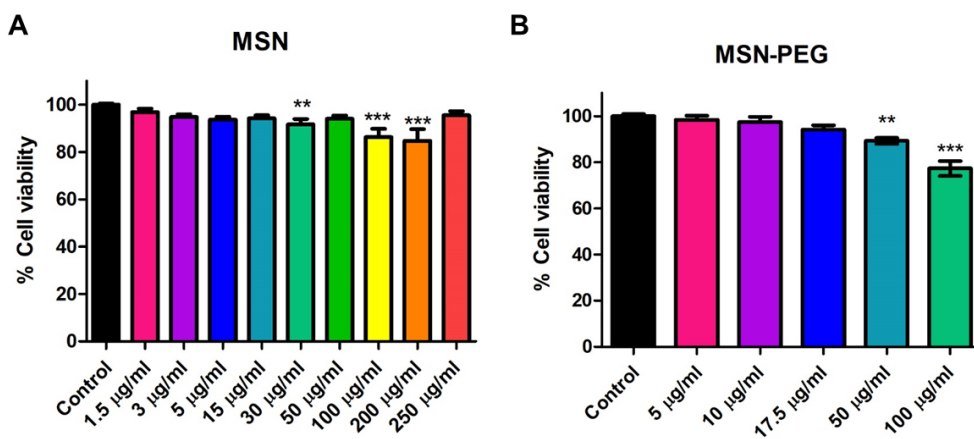 A
MSN
% Cell viability
100
80
60
40
20
0
**
***
***
Control
1.5 μg/ml
3 μg/ml
5 μg/ml
15 μg/ml
30 μg/ml
50 μg/ml
100 μg/ml
200 μg/ml
250 μg/ml
B
MSN-PEG
% Cell viability
100
80
60
40
20
0
**
***
Control
5 μg/ml
10 μg/ml
17.5 μg/ml
50 μg/ml
100 μg/ml